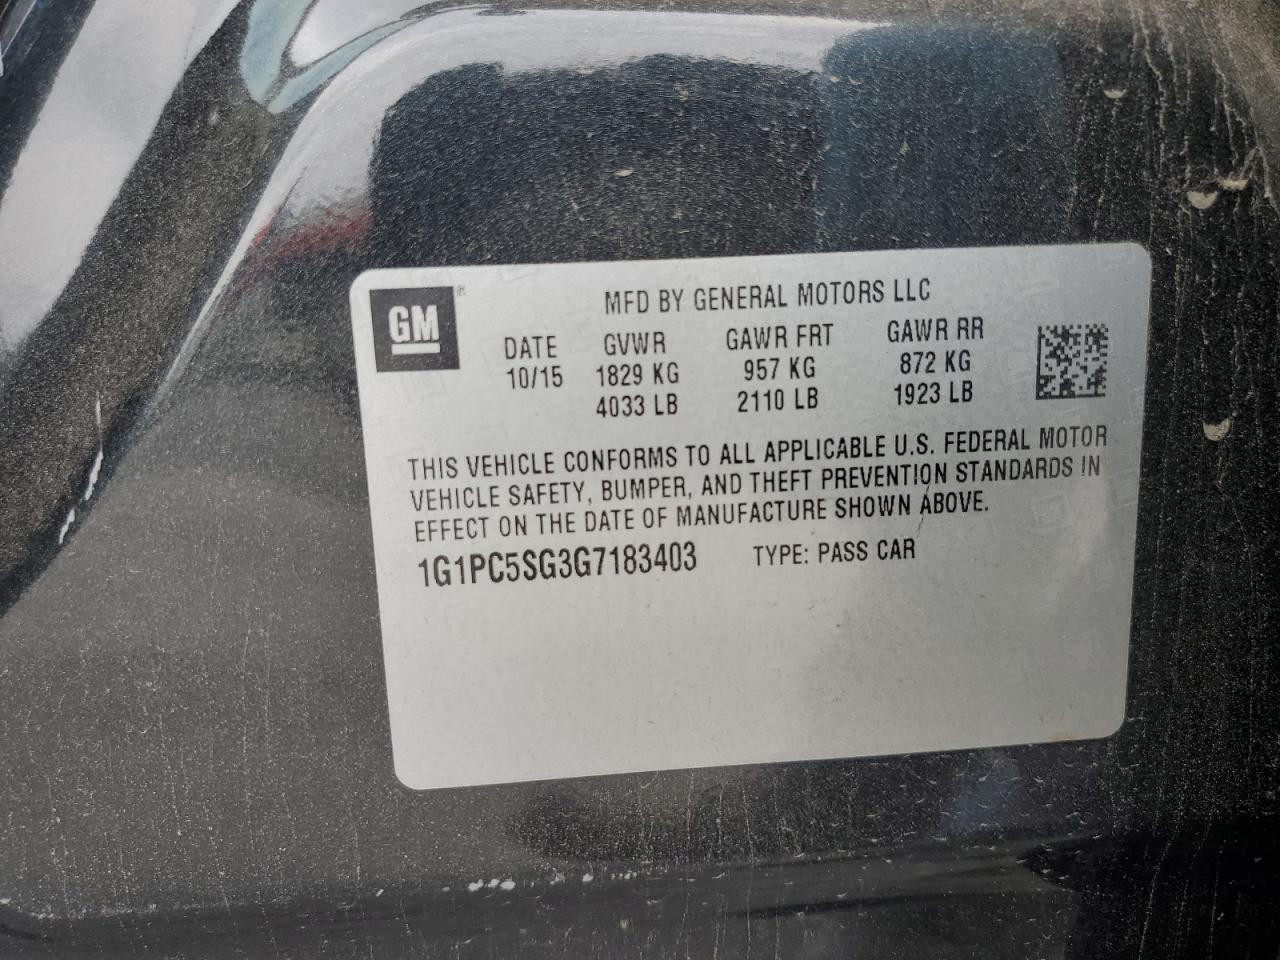 GM® MFD BY GENERAL MOTORS LLC
DATE GVWR GAWR FRT GAWR RR
10/15 1829 KG 957 KG 872 KG
4033 LB 2110 LB 1923 LB
THIS VEHICLE CONFORMS TO ALL APPLICABLE U.S. FEDERAL MOTOR
VEHICLE SAFETY, BUMPER, AND THEFT PREVENTION STANDARDS IN
EFFECT ON THE DATE OF MANUFACTURE SHOWN ABOVE.
1G1PC5SG3G7183403 TYPE: PASS CAR